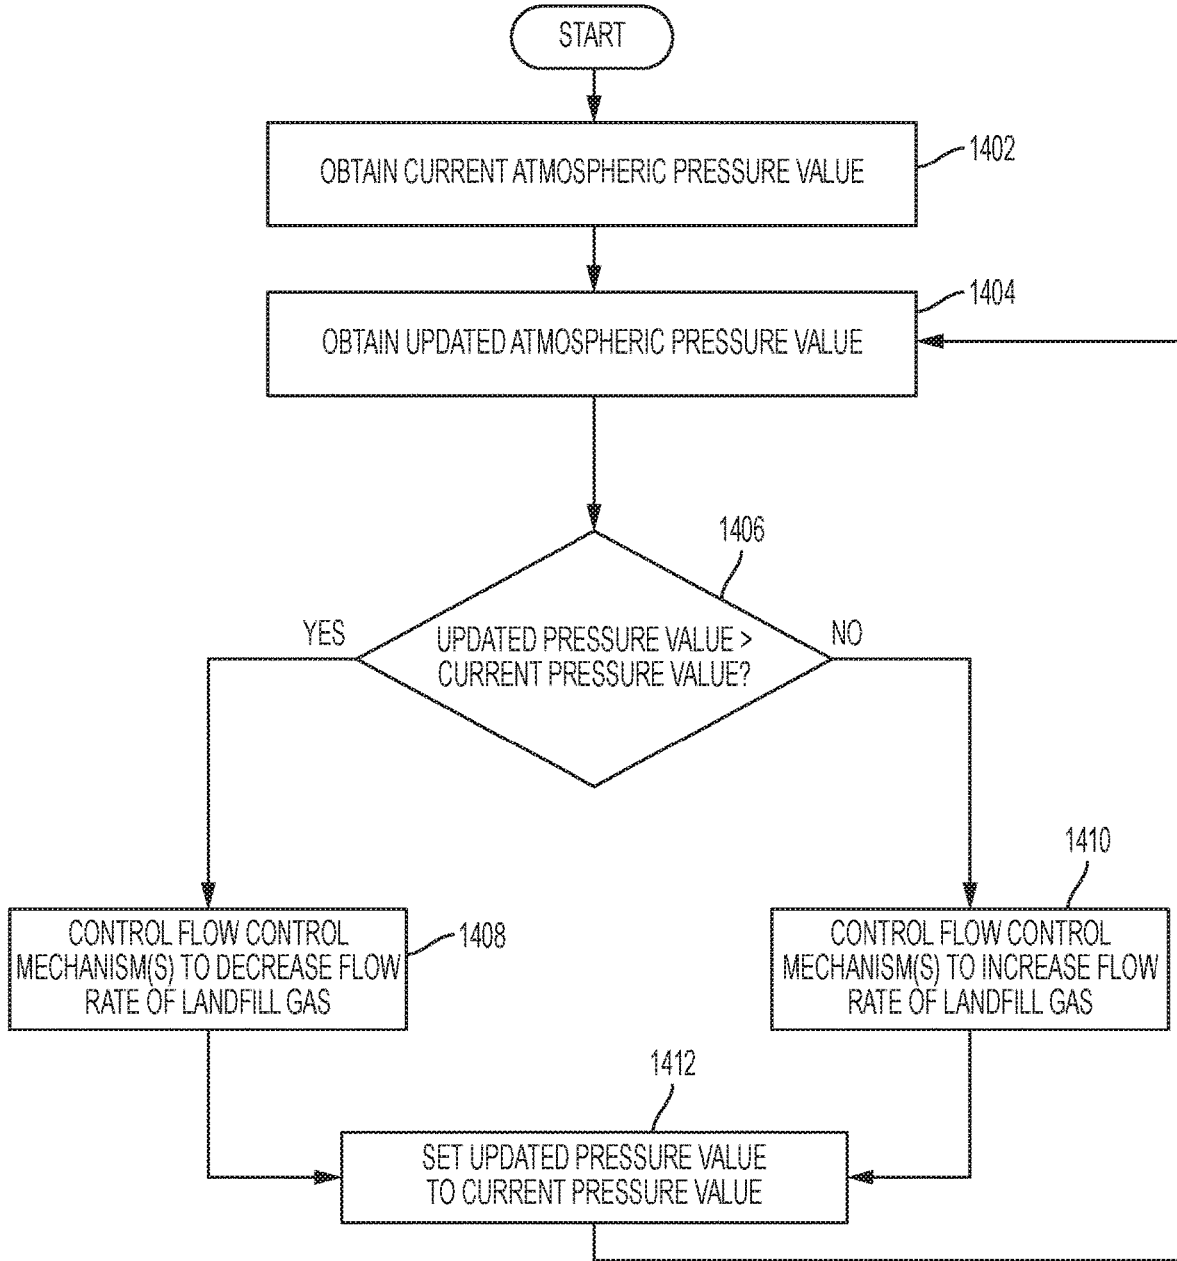 START
OBTAIN CURRENT ATMOSPHERIC PRESSURE VALUE
1402
OBTAIN UPDATED ATMOSPHERIC PRESSURE VALUE
1404
1406
YES
UPDATED PRESSURE VALUE >
CURRENT PRESSURE VALUE?
NO
CONTROL FLOW CONTROL
MECHANISM(S) TO DECREASE FLOW
RATE OF LANDFILL GAS
1408
1410
CONTROL FLOW CONTROL
MECHANISM(S) TO INCREASE FLOW
RATE OF LANDFILL GAS
1412
SET UPDATED PRESSURE VALUE
TO CURRENT PRESSURE VALUE